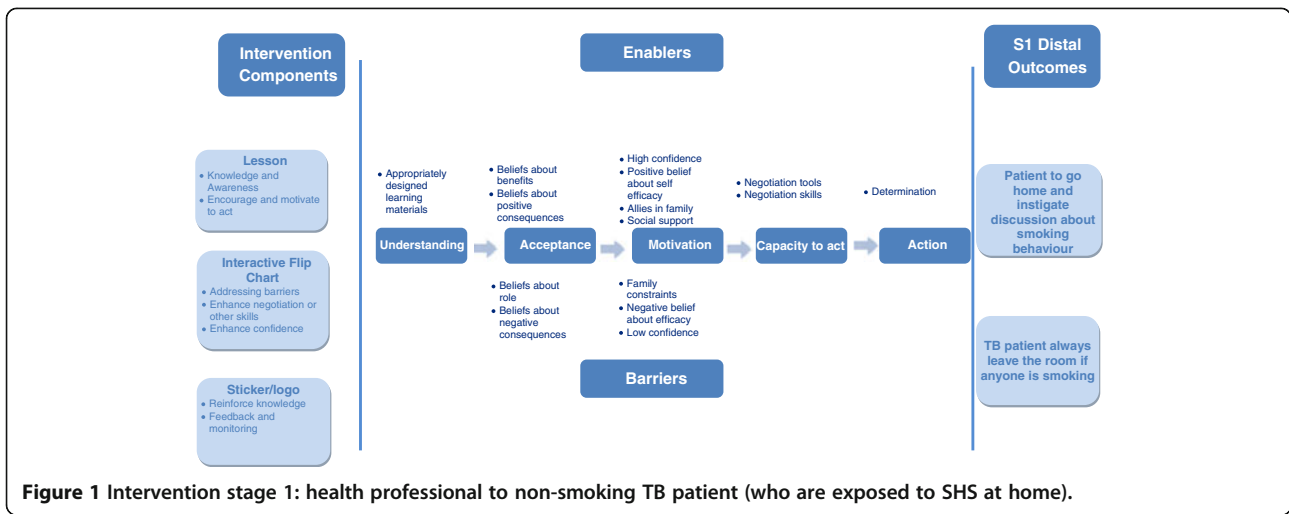 Intervention
Components
Enablers
S1 Distal
Outcomes
Lesson
• Knowledge and
Awareness
• Encourage and motivate
to act
Interactive Flip
Chart
• Addressing barriers
• Enhance negotiation or
other skills
• Enhance confidence
Sticker/logo
• Reinforce knowledge
• Feedback and
monitoring
• Appropriately
designed
learning
materials
• Beliefs about
benefits
• Beliefs about
positive
consequences
• High confidence
• Positive belief
about self
efficacy
• Allies in family
• Social support
• Negotiation tools
• Negotiation skills
• Determination
Understanding
Acceptance
Motivation
Capacity to act
Action
• Beliefs about
role
• Beliefs about
negative
consequences
• Family
constraints
• Negative belief
about efficacy
• Low confidence
Barriers
Patient to go
home and
instigate
discussion about
smoking
behaviour
TB patient always
leave the room if
anyone is smoking
Figure 1 Intervention stage 1: health professional to non-smoking TB patient (who are exposed to SHS at home).